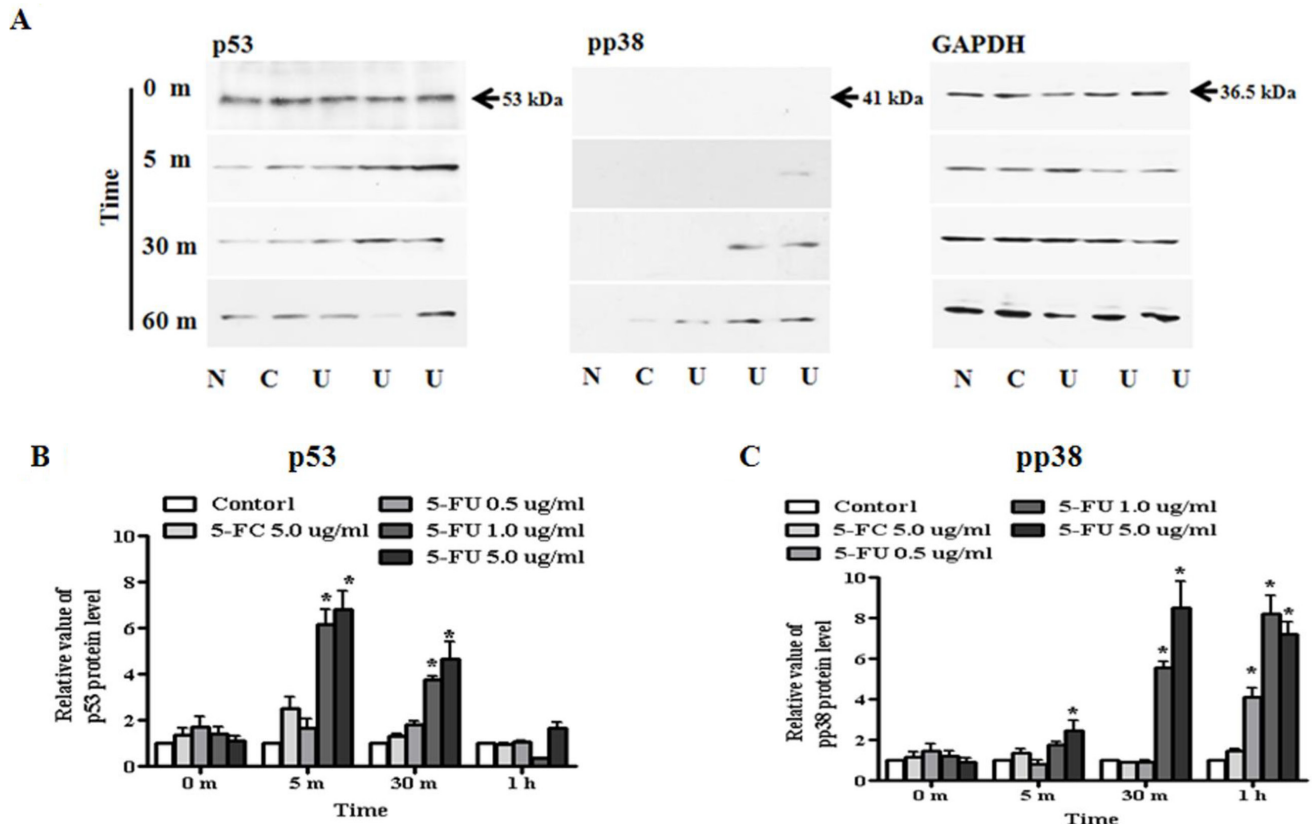 A
p53
pp38
GAPDH
Time
0 m
5 m
30 m
60 m
53 kDa
41 kDa
36.5 kDa
N C U U U
N C U U U
N C U U U
B
p53
Contorl
5-FC 5.0 ug/ml
5-FU 0.5 ug/ml
5-FU 1.0 ug/ml
5-FU 5.0 ug/ml
Relative value of
p53 protein level
10
8
6
4
2
0
* *
* *
0 m 5 m 30 m 1 h
Time
C
pp38
Contorl
5-FC 5.0 ug/ml
5-FU 0.5 ug/ml
5-FU 1.0 ug/ml
5-FU 5.0 ug/ml
Relative value of
pp38 protein level
10
8
6
4
2
0
*
* *
* * *
0 m 5 m 30 m 1 h
Time